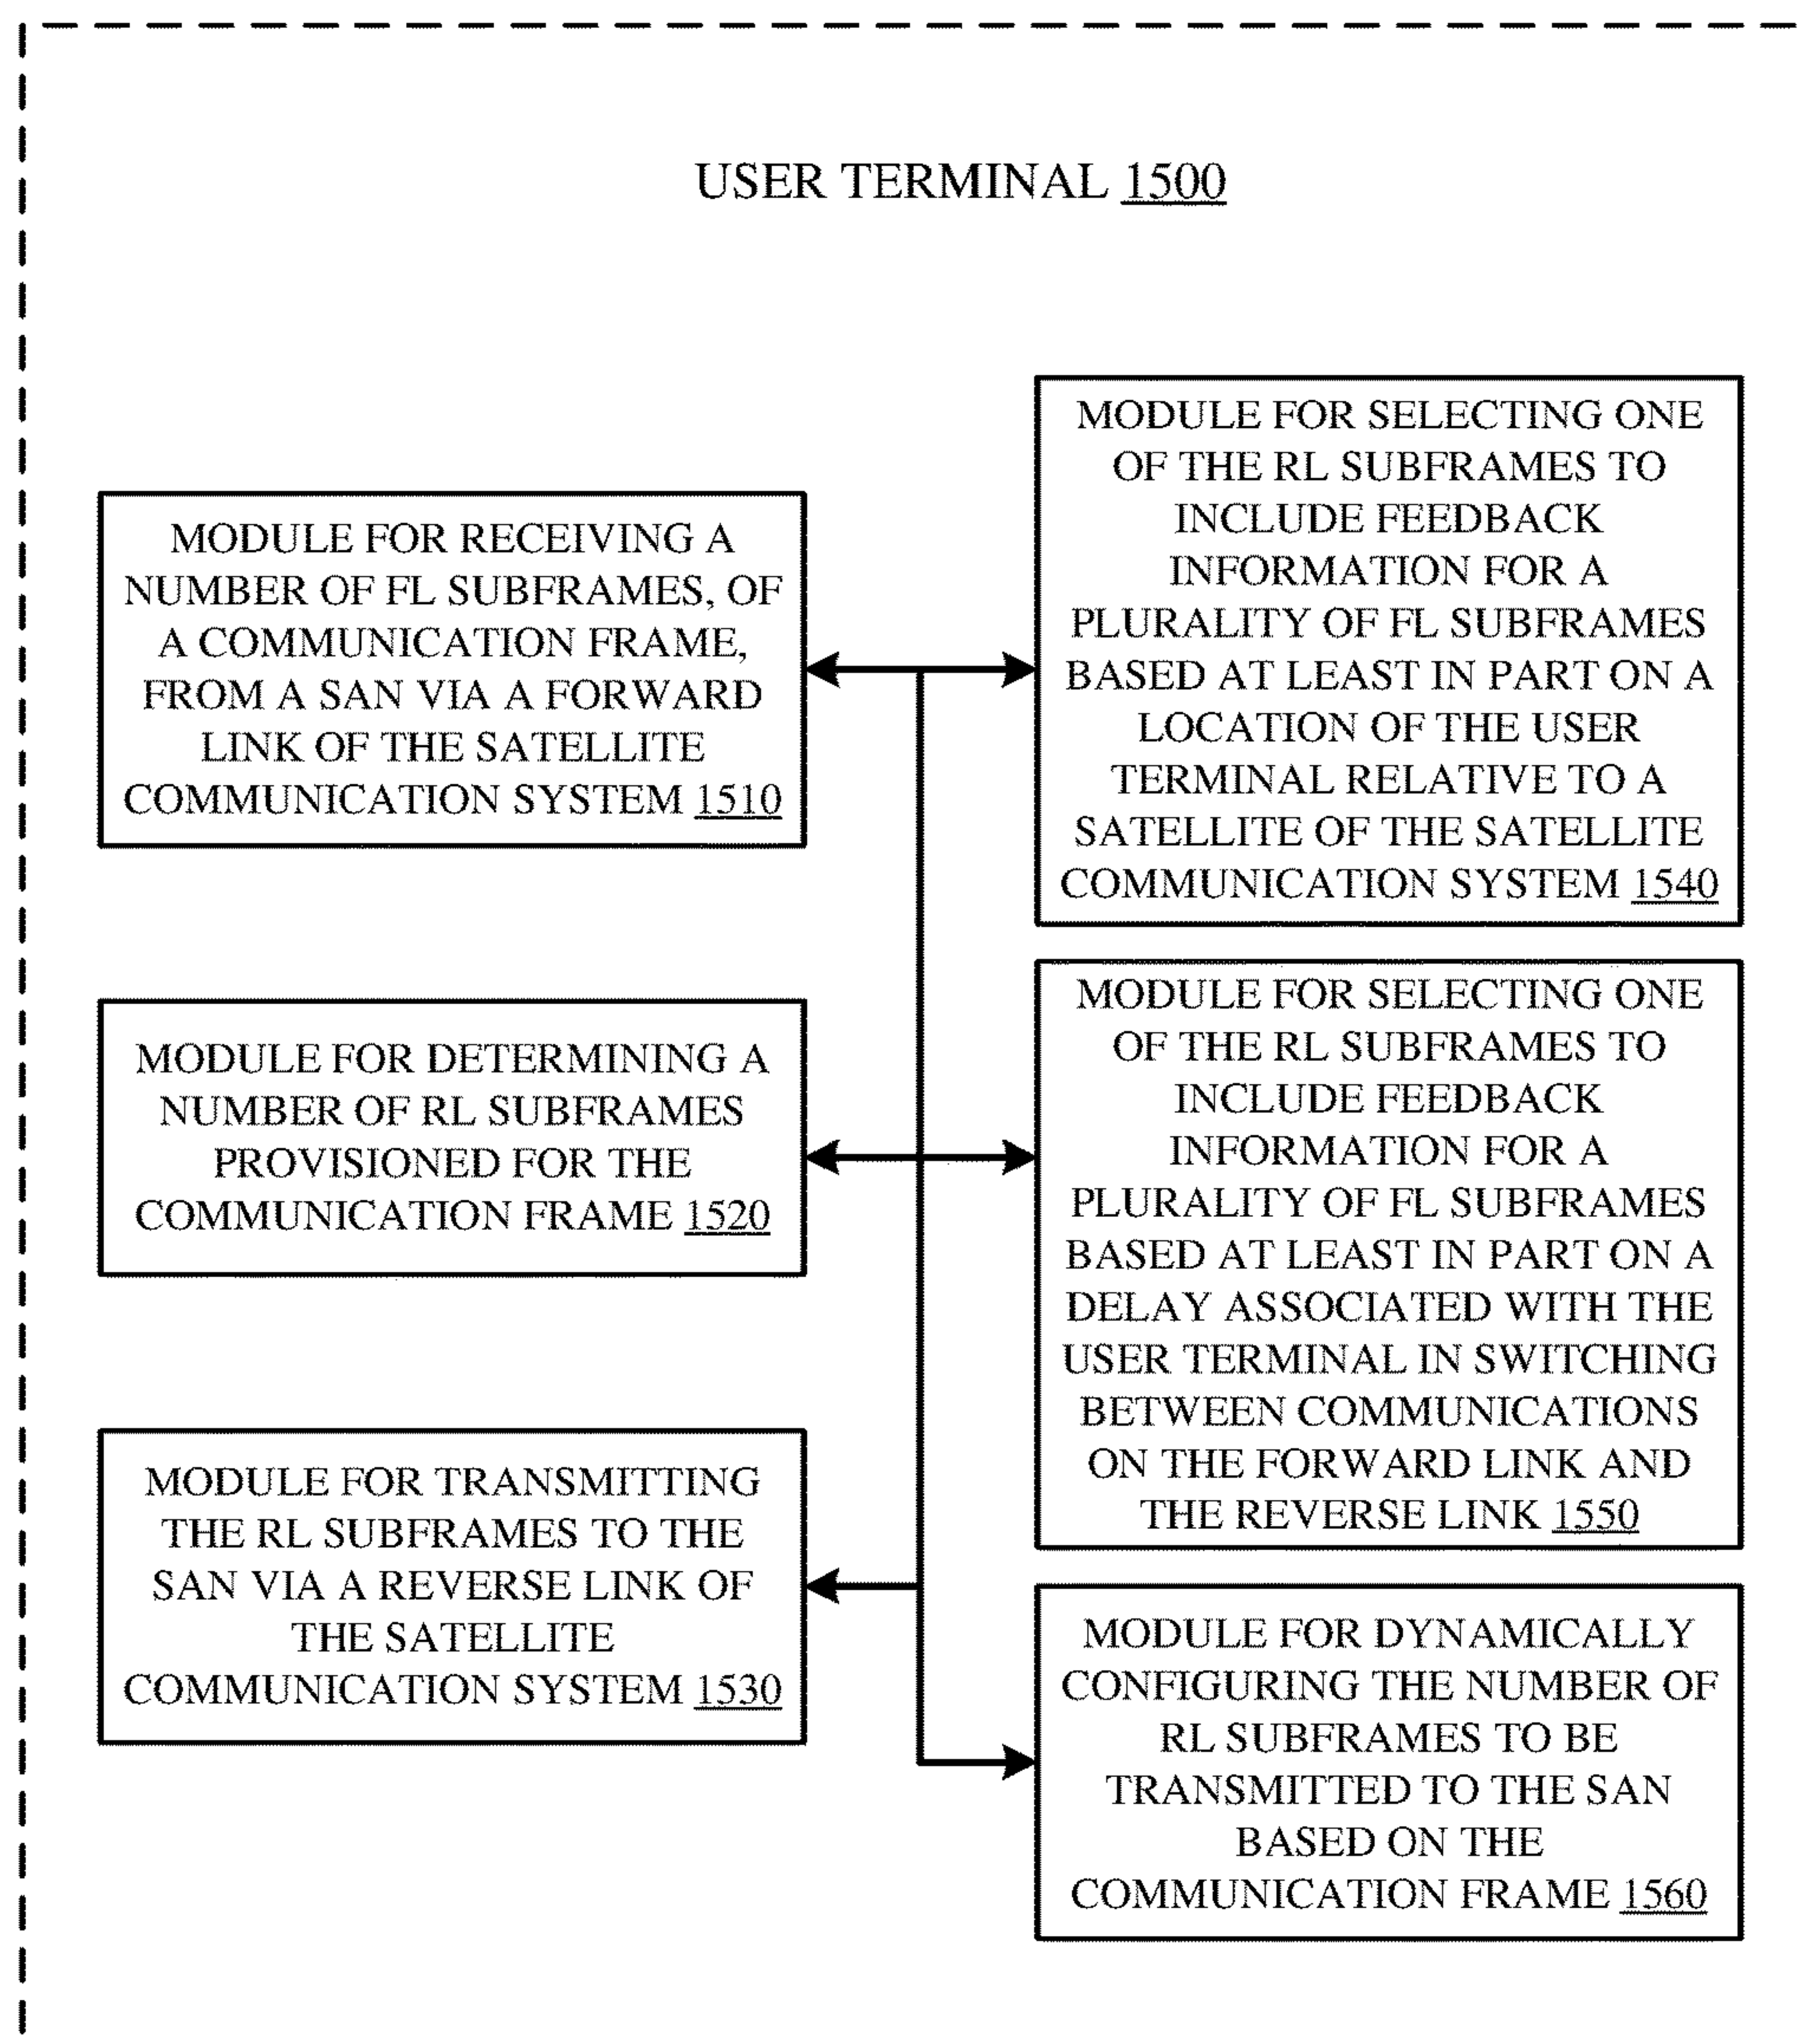 USER TERMINAL 1500
MODULE FOR RECEIVING A
NUMBER OF FL SUBFRAMES, OF
A COMMUNICATION FRAME,
FROM A SAN VIA A FORWARD
LINK OF THE SATELLITE
COMMUNICATION SYSTEM 1510
MODULE FOR DETERMINING A
NUMBER OF RL SUBFRAMES
PROVISIONED FOR THE
COMMUNICATION FRAME 1520
MODULE FOR TRANSMITTING
THE RL SUBFRAMES TO THE
SAN VIA A REVERSE LINK OF
THE SATELLITE
COMMUNICATION SYSTEM 1530
MODULE FOR SELECTING ONE
OF THE RL SUBFRAMES TO
INCLUDE FEEDBACK
INFORMATION FOR A
PLURALITY OF FL SUBFRAMES
BASED AT LEAST IN PART ON A
LOCATION OF THE USER
TERMINAL RELATIVE TO A
SATELLITE OF THE SATELLITE
COMMUNICATION SYSTEM 1540
MODULE FOR SELECTING ONE
OF THE RL SUBFRAMES TO
INCLUDE FEEDBACK
INFORMATION FOR A
PLURALITY OF FL SUBFRAMES
BASED AT LEAST IN PART ON A
DELAY ASSOCIATED WITH THE
USER TERMINAL IN SWITCHING
BETWEEN COMMUNICATIONS
ON THE FORWARD LINK AND
THE REVERSE LINK 1550
MODULE FOR DYNAMICALLY
CONFIGURING THE NUMBER OF
RL SUBFRAMES TO BE
TRANSMITTED TO THE SAN
BASED ON THE
COMMUNICATION FRAME 1560